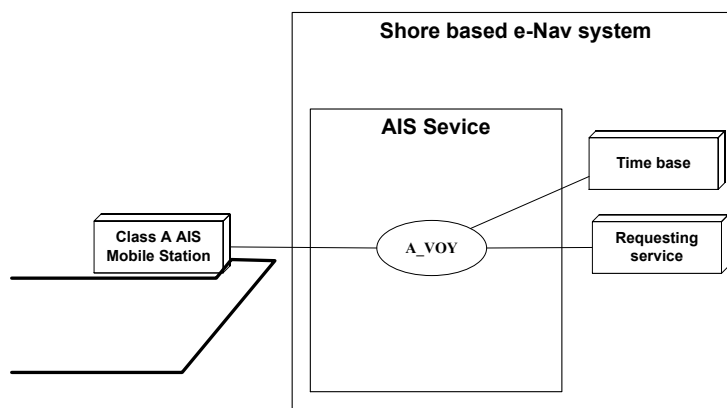 Shore based e-Nav system
AIS Sevice
Time base
Class A AIS
Mobile Station
A_VOY
Requesting
service